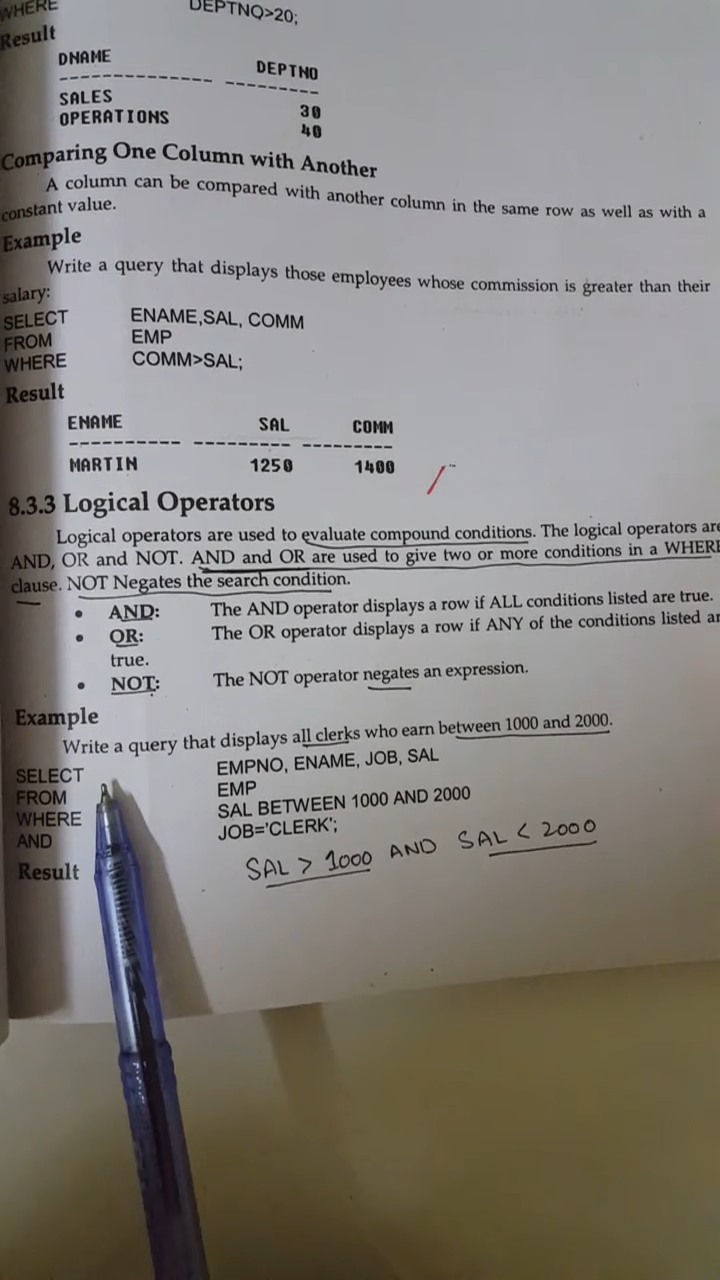 WHERE DEPTNO>20;
Result
DNAME DEPTNO
-------------- ---------
SALES 30
OPERATIONS 40
Comparing One Column with Another
A column can be compared with another column in the same row as well as with a
constant value.
Example
Write a query that displays those employees whose commission is greater than their
salary:
SELECT ENAME,SAL, COMM
FROM EMP
WHERE COMM>SAL;
Result
ENAME SAL COMM
---------- --------- ---------
MARTIN 1250 1400
8.3.3 Logical Operators
Logical operators are used to evaluate compound conditions. The logical operators are
AND, OR and NOT. AND and OR are used to give two or more conditions in a WHERE
clause. NOT Negates the search condition.
• AND: The AND operator displays a row if ALL conditions listed are true.
• OR: The OR operator displays a row if ANY of the conditions listed ar
true.
• NOT: The NOT operator negates an expression.
Example
Write a query that displays all clerks who earn between 1000 and 2000.
SELECT EMPNO, ENAME, JOB, SAL
FROM EMP
WHERE SAL BETWEEN 1000 AND 2000
AND JOB='CLERK';
Result SAL > 1000 AND SAL < 2000